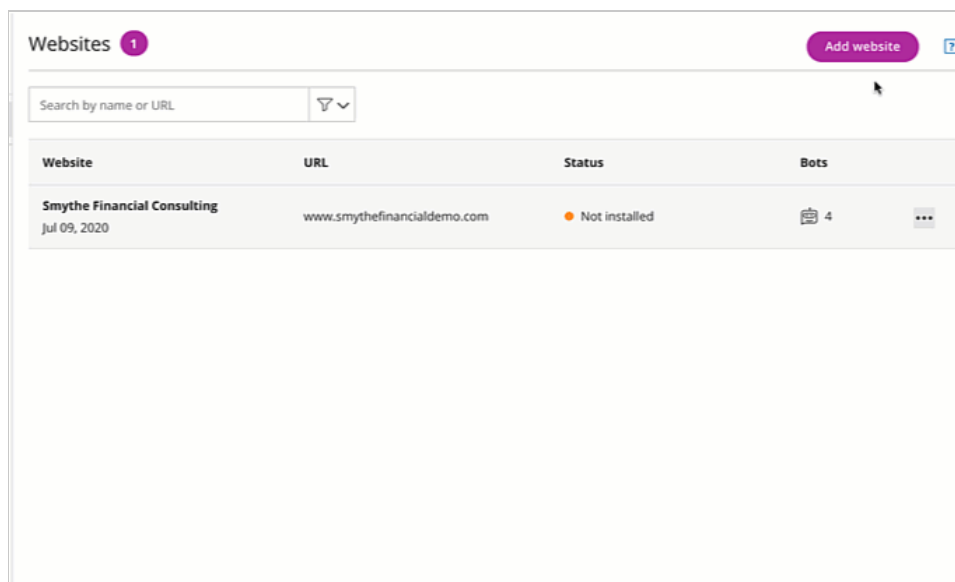 Websites 1
Add website
?
Search by name or URL
Website URL Status Bots
Smythe Financial Consulting
Jul 09, 2020
www.smythefinancialdemo.com
Not installed
4